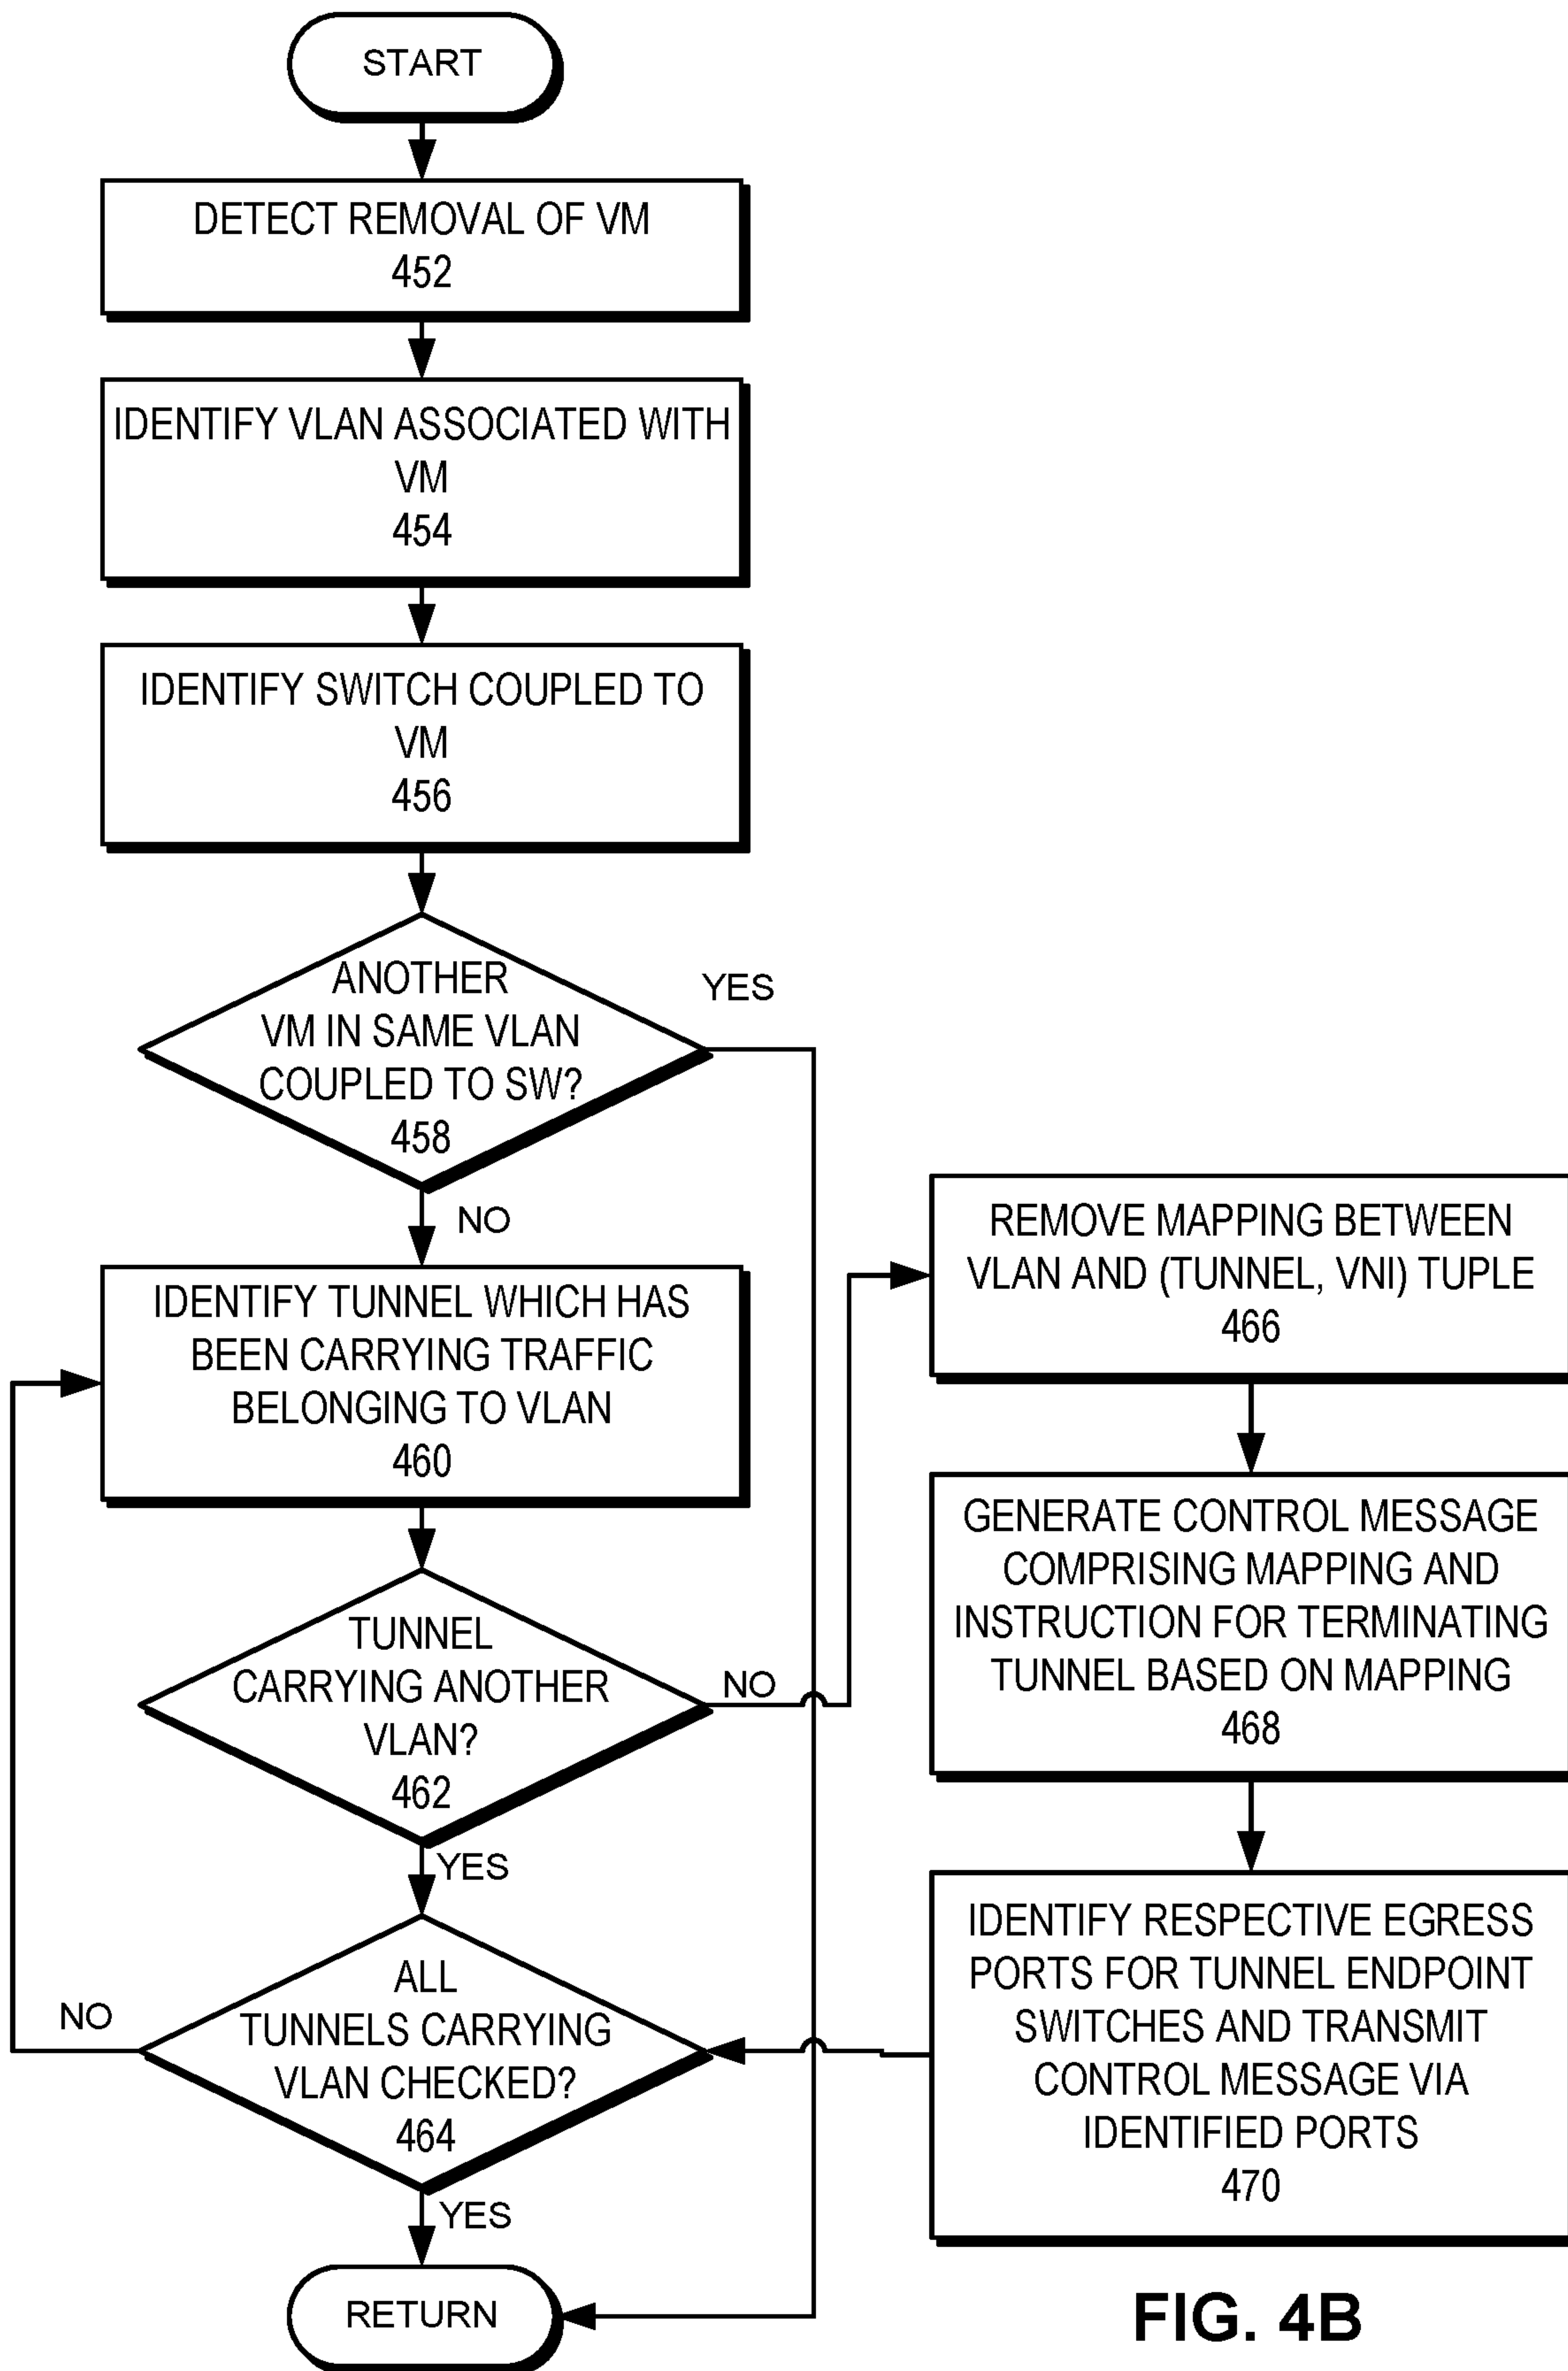 START
DETECT REMOVAL OF VM
452
IDENTIFY VLAN ASSOCIATED WITH
VM
454
IDENTIFY SWITCH COUPLED TO
VM
456
ANOTHER
VM IN SAME VLAN
COUPLED TO SW?
458
YES
NO
IDENTIFY TUNNEL WHICH HAS
BEEN CARRYING TRAFFIC
BELONGING TO VLAN
460
TUNNEL
CARRYING ANOTHER
VLAN?
462
NO
YES
ALL
TUNNELS CARRYING
VLAN CHECKED?
464
NO
YES
RETURN
REMOVE MAPPING BETWEEN
VLAN AND (TUNNEL, VNI) TUPLE
466
GENERATE CONTROL MESSAGE
COMPRISING MAPPING AND
INSTRUCTION FOR TERMINATING
TUNNEL BASED ON MAPPING
468
IDENTIFY RESPECTIVE EGRESS
PORTS FOR TUNNEL ENDPOINT
SWITCHES AND TRANSMIT
CONTROL MESSAGE VIA
IDENTIFIED PORTS
470
FIG. 4B